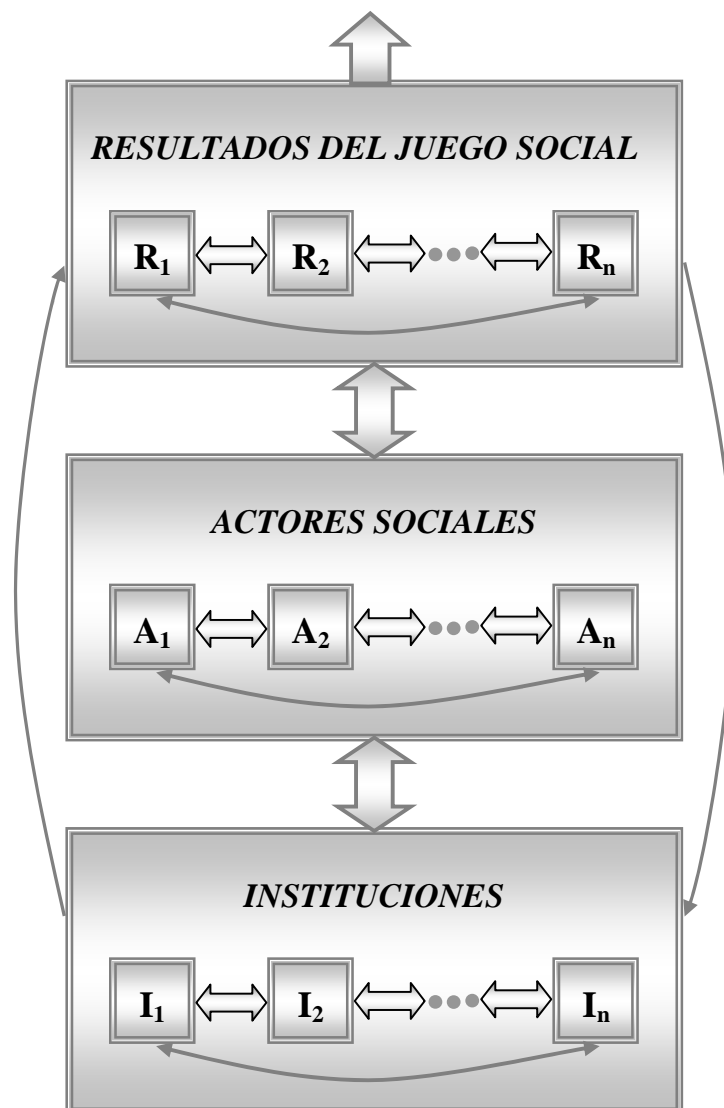 RESULTADOS DEL JUEGO SOCIAL
R₁ R₂ Rₙ
ACTORES SOCIALES
A₁ A₂ Aₙ
INSTITUCIONES
I₁ I₂ Iₙ